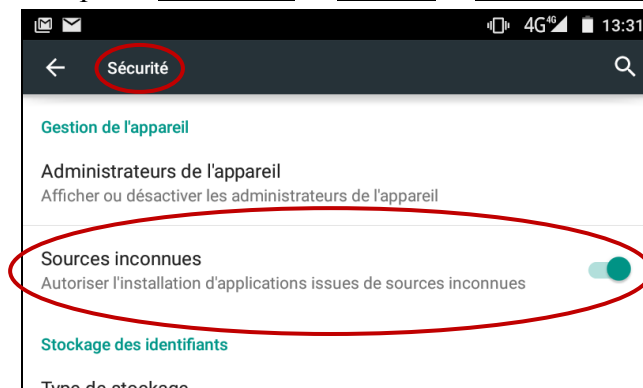 4G 4G 13:31
Sécurité
Gestion de l'appareil
Administrateurs de l'appareil
Afficher ou désactiver les administrateurs de l'appareil
Sources inconnues
Autoriser l'installation d'applications issues de sources inconnues
Stockage des identifiants
Type de stockage